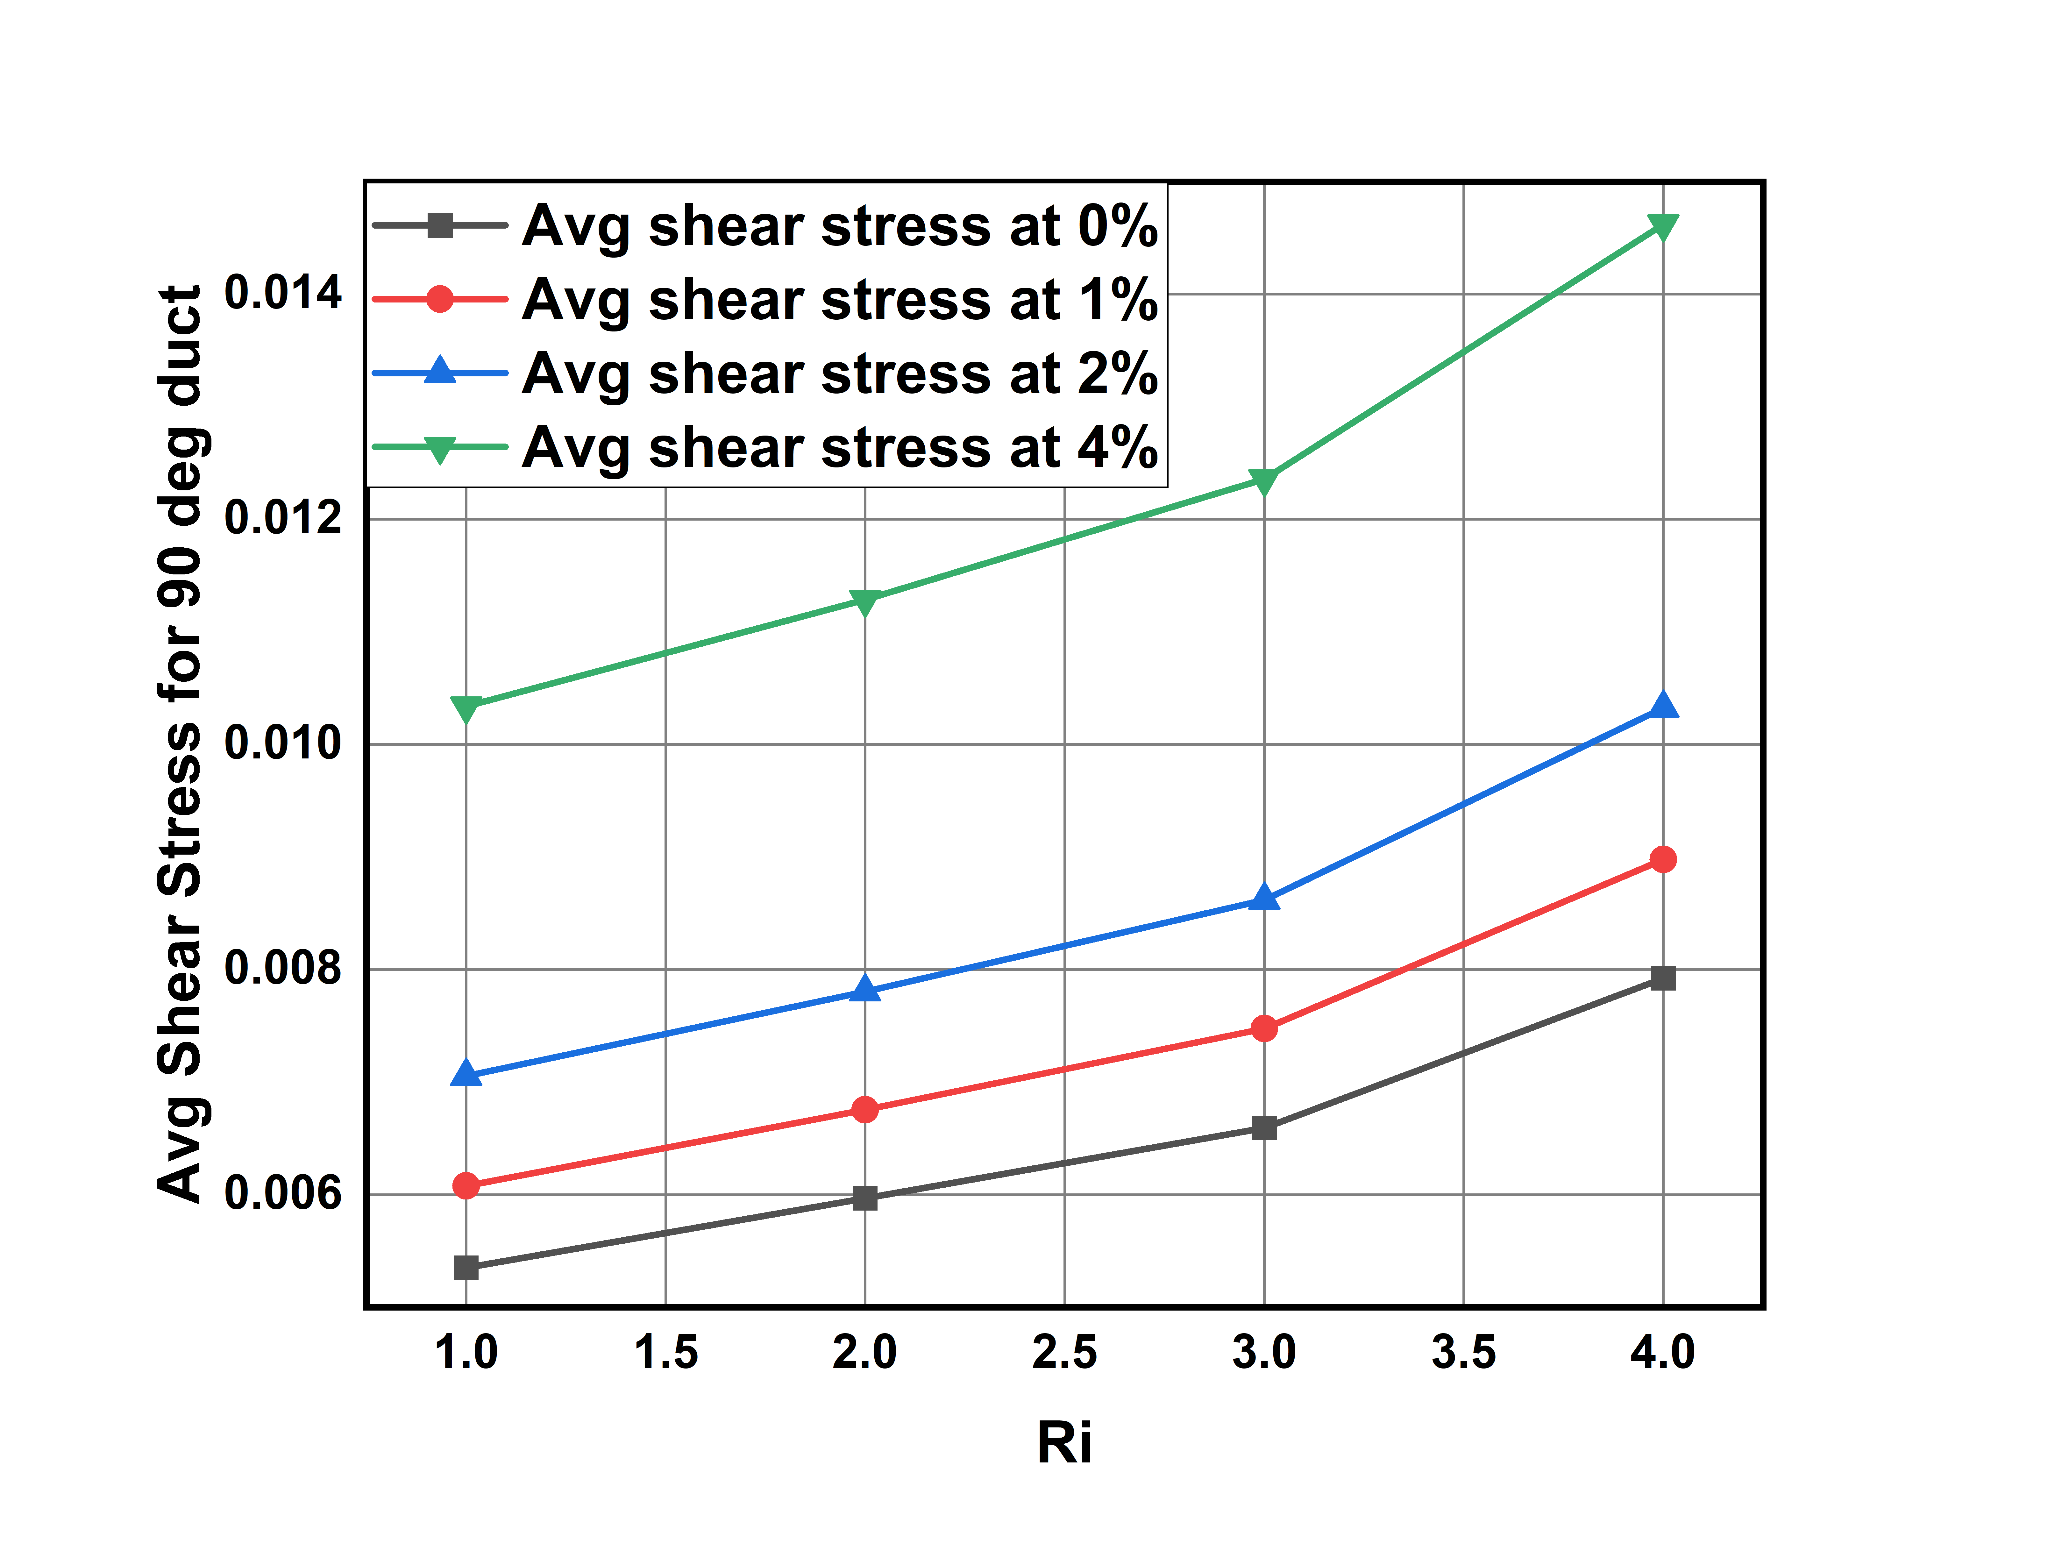 Avg shear stress at 0%
Avg shear stress at 1%
Avg shear stress at 2%
Avg shear stress at 4%
Avg Shear Stress for 90 deg duct
0.014
0.012
0.010
0.008
0.006
1.0 1.5 2.0 2.5 3.0 3.5 4.0
Ri